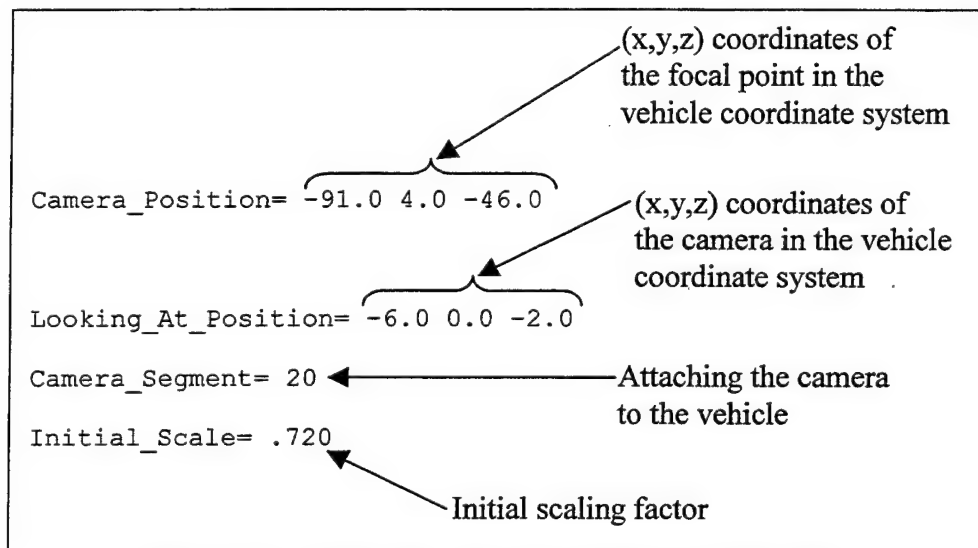 (x,y,z) coordinates of
the focal point in the
vehicle coordinate system
Camera_Position= -91.0 4.0 -46.0
(x,y,z) coordinates of
the camera in the vehicle
coordinate system
Looking_At_Position= -6.0 0.0 -2.0
Camera_Segment= 20
Attaching the camera
to the vehicle
Initial_Scale= .720
Initial scaling factor